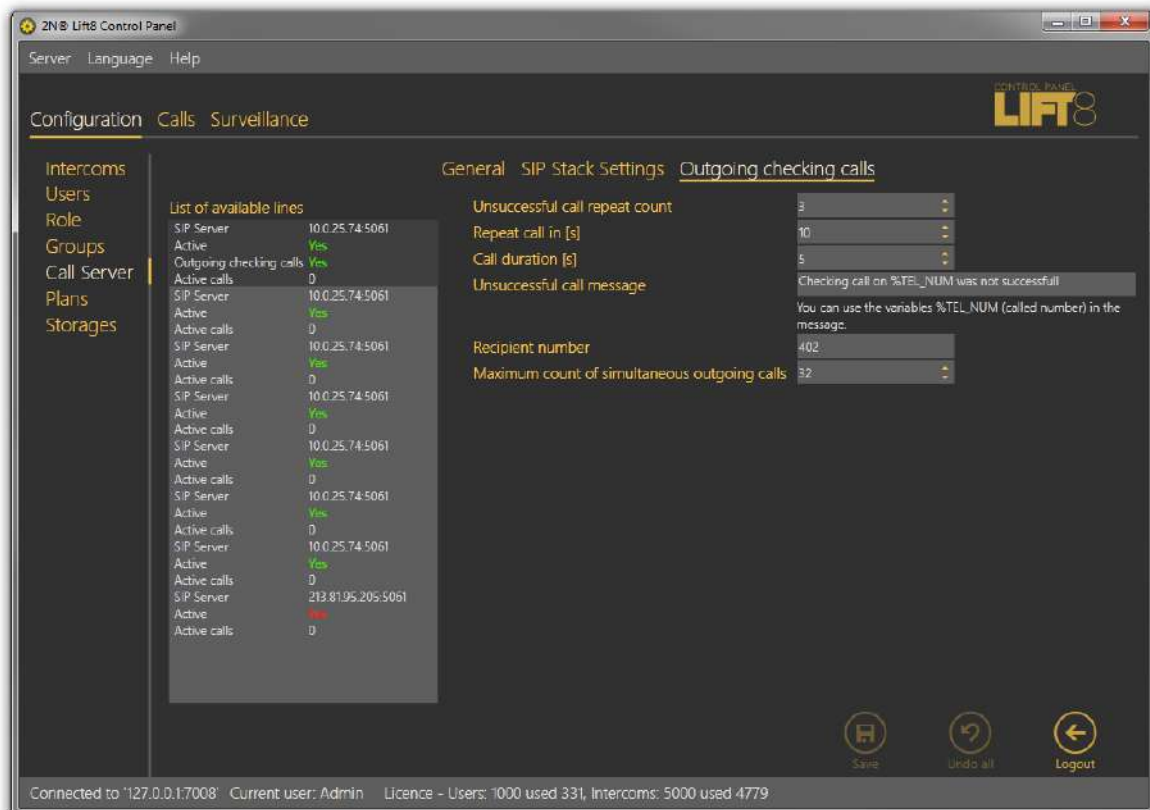 2N® Lift8 Control Panel
Server Language Help
CONTROL PANEL
LIFT8
Configuration Calls Surveillance
Intercoms
Users
Role
Groups
Call Server
Plans
Storages
General SIP Stack Settings Outgoing checking calls
List of available lines
SIP Server 10.0.25.74:5061
Active Yes
Outgoing checking calls Yes
Active calls 0
SIP Server 10.0.25.74:5061
Active Yes
Active calls 0
SIP Server 10.0.25.74:5061
Active Yes
Active calls 0
SIP Server 10.0.25.74:5061
Active Yes
Active calls 0
SIP Server 10.0.25.74:5061
Active Yes
Active calls 0
SIP Server 10.0.25.74:5061
Active Yes
Active calls 0
SIP Server 10.0.25.74:5061
Active Yes
Active calls 0
SIP Server 213.81.95.205:5061
Active Yes
Active calls 0
Unsuccessful call repeat count 3
Repeat call in [s] 10
Call duration [s] 5
Unsuccessful call message Checking call on %TEL_NUM was not successfull
You can use the variables %TEL_NUM (called number) in the
message.
Recipient number 402
Maximum count of simultaneous outgoing calls 32
Save Undo all Logout
Connected to '127.0.0.1:7008' Current user: Admin Licence - Users: 1000 used 331, Intercoms: 5000 used 4779